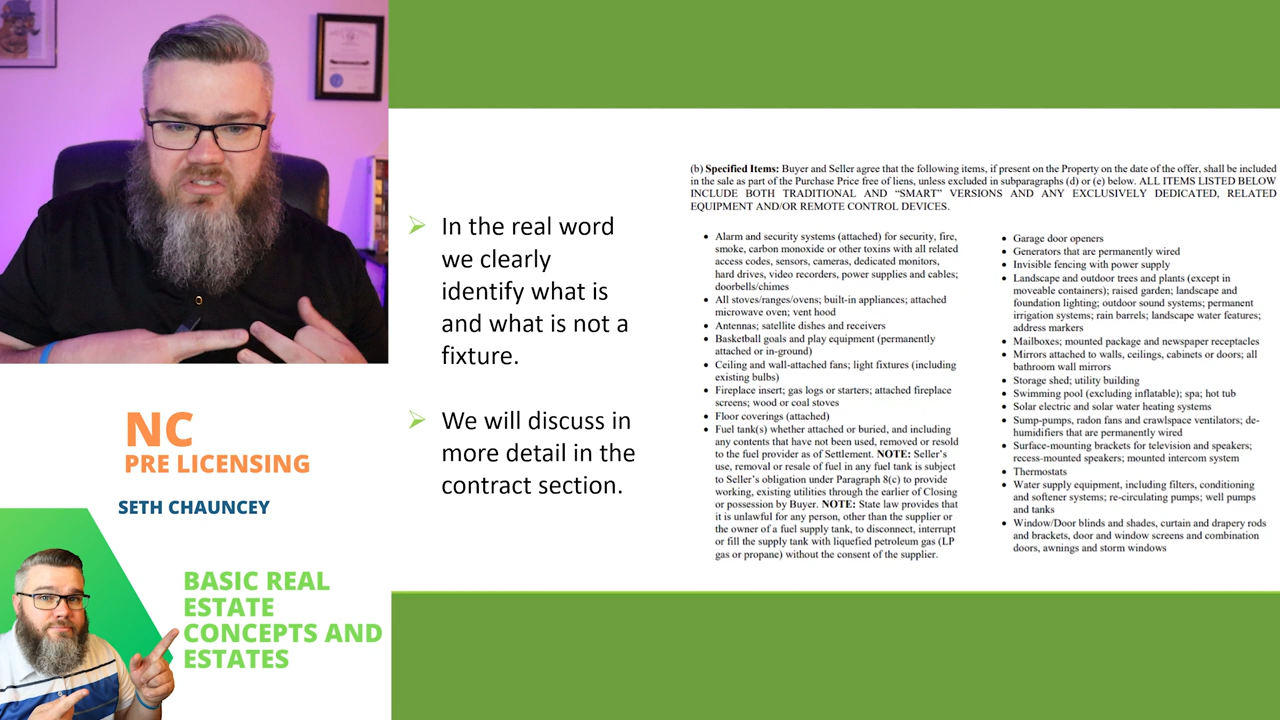 In the real word
we clearly
identify what is
and what is not a
fixture.
We will discuss in
more detail in the
contract section.
(b) Specified Items: Buyer and Seller agree that the following items, if present on the Property on the date of the offer, shall be included
in the sale as part of the Purchase Price free of liens, unless excluded in subparagraphs (d) or (e) below. ALL ITEMS LISTED BELOW
INCLUDE BOTH TRADITIONAL AND “SMART” VERSIONS AND ANY EXCLUSIVELY DEDICATED, RELATED
EQUIPMENT AND/OR REMOTE CONTROL DEVICES.
• Alarm and security systems (attached) for security, fire,
smoke, carbon monoxide or other toxins with all related
access codes, sensors, cameras, dedicated monitors,
hard drives, video recorders, power supplies and cables;
doorbells/chimes
• All stoves/ranges/ovens; built-in appliances; attached
microwave oven; vent hood
• Antennas; satellite dishes and receivers
• Basketball goals and play equipment (permanently
attached or in-ground)
• Ceiling and wall-attached fans; light fixtures (including
existing bulbs)
• Fireplace insert; gas logs or starters; attached fireplace
screens; wood or coal stoves
• Floor coverings (attached)
• Fuel tank(s) whether attached or buried, and including
any contents that have not been used, removed or resold
to the fuel provider as of Settlement. NOTE: Seller's
use, removal or resale of fuel in any fuel tank is subject
to Seller's obligation under Paragraph 8(c) to provide
working, existing utilities through the earlier of Closing
or possession by Buyer. NOTE: State law provides that
it is unlawful for any person, other than the supplier or
the owner of a fuel supply tank, to disconnect, interrupt
or fill the supply tank with liquefied petroleum gas (LP
gas or propane) without the consent of the supplier.
• Garage door openers
• Generators that are permanently wired
• Invisible fencing with power supply
• Landscape and outdoor trees and plants (except in
moveable containers); raised garden; landscape and
foundation lighting; outdoor sound systems; permanent
irrigation systems; rain barrels; landscape water features;
address markers
• Mailboxes; mounted package and newspaper receptacles
• Mirrors attached to walls, ceilings, cabinets or doors; all
bathroom wall mirrors
• Storage shed; utility building
• Swimming pool (excluding inflatable); spa; hot tub
• Solar electric and solar water heating systems
• Sump-pumps, radon fans and crawlspace ventilators; de-
humidifiers that are permanently wired
• Surface-mounting brackets for television and speakers;
recess-mounted speakers; mounted intercom system
• Thermostats
• Water supply equipment, including filters, conditioning
and softener systems; re-circulating pumps; well pumps
and tanks
• Window/Door blinds and shades, curtain and drapery rods
and brackets, door and window screens and combination
doors, awnings and storm windows
NC
PRE LICENSING
SETH CHAUNCEY
BASIC REAL
ESTATE
CONCEPTS AND
ESTATES